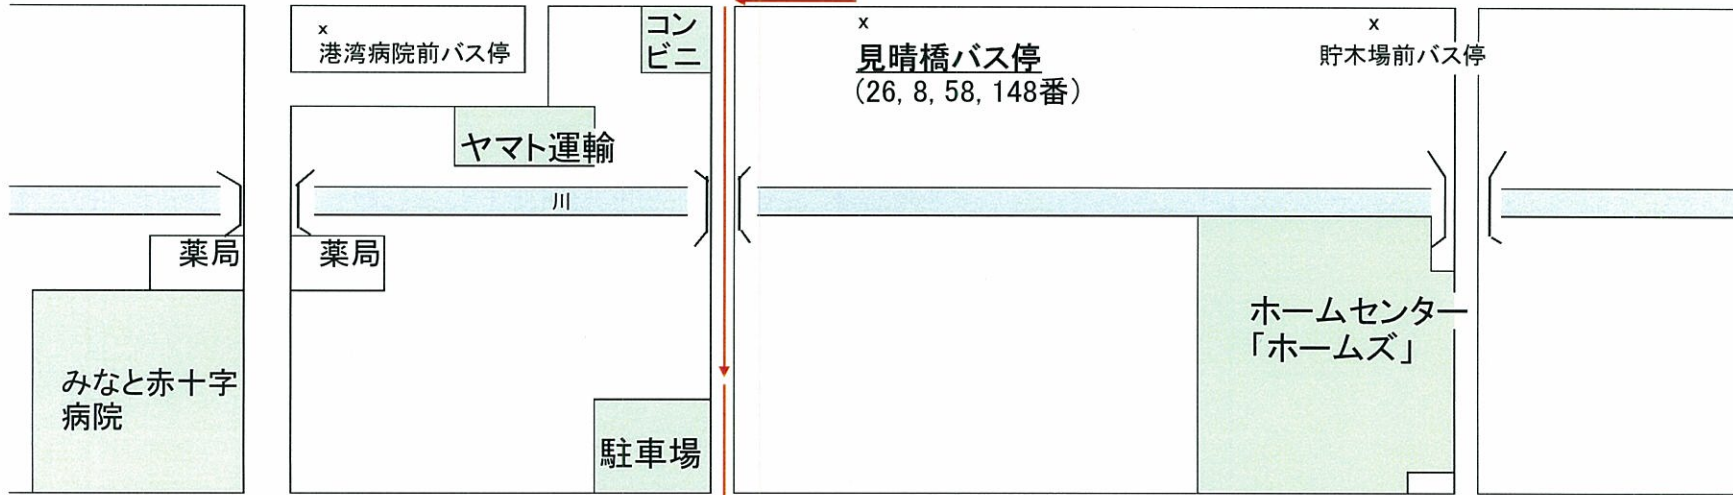 x
港湾病院前バス停
コン
ビニ
x
見晴橋バス停
(26, 8, 58, 148番)
x
貯木場前バス停
ヤマト運輸
川
薬局
薬局
みなと赤十字
病院
駐車場
ホームセンター
「ホームズ」